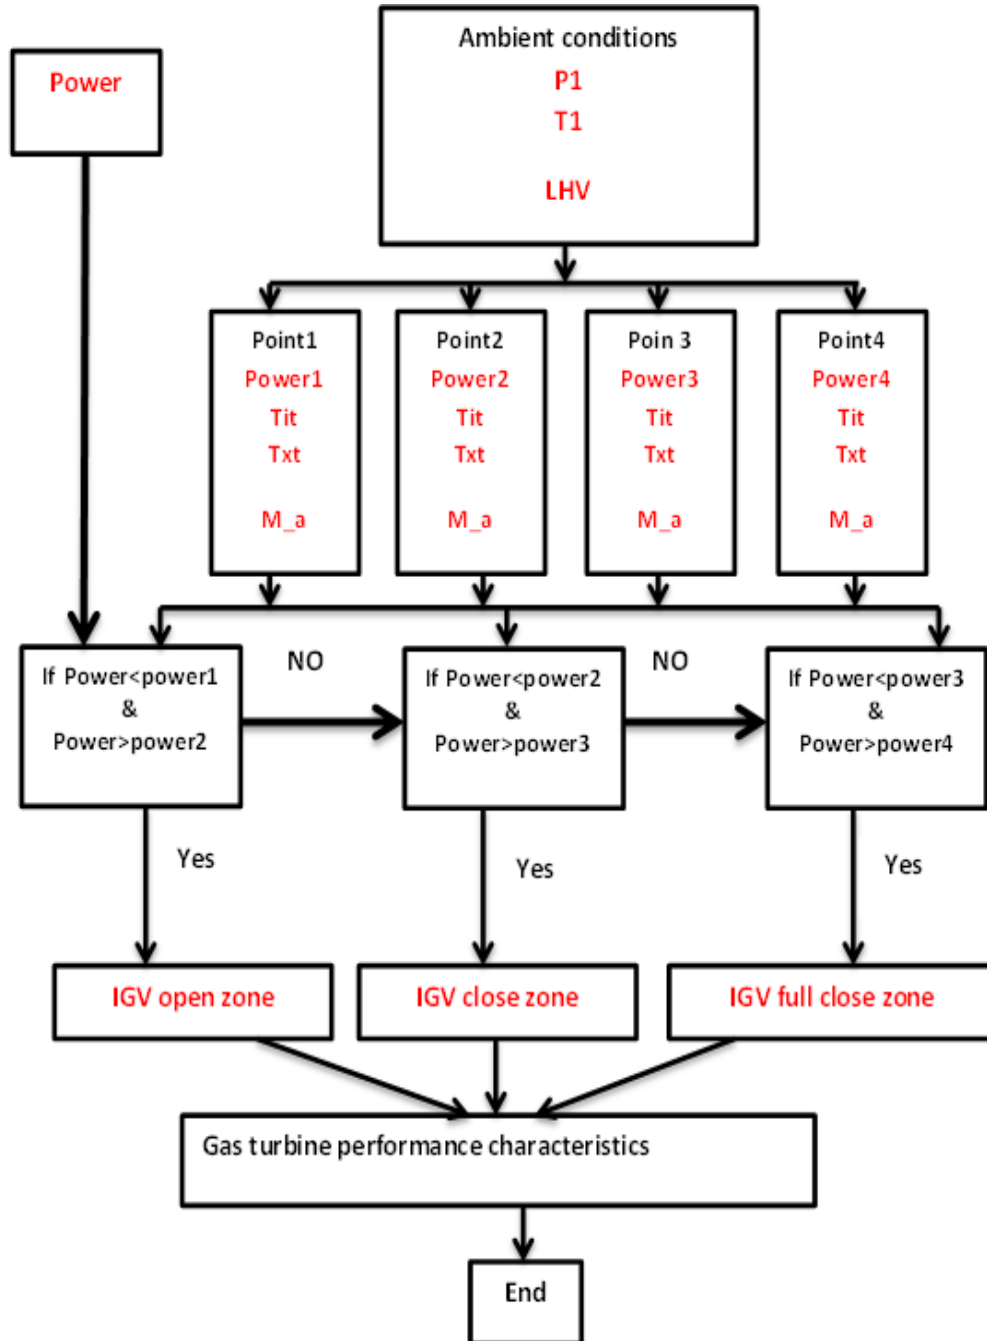 Power
Ambient conditions
P1
T1
LHV
Point1
Power1
Tit
Txt
M_a
Point2
Power2
Tit
Txt
M_a
Poin 3
Power3
Tit
Txt
M_a
Point4
Power4
Tit
Txt
M_a
If Power<power1
&
Power>power2
NO
If Power<power2
&
Power>power3
NO
If Power<power3
&
Power>power4
Yes
Yes
Yes
IGV open zone
IGV close zone
IGV full close zone
Gas turbine performance characteristics
End